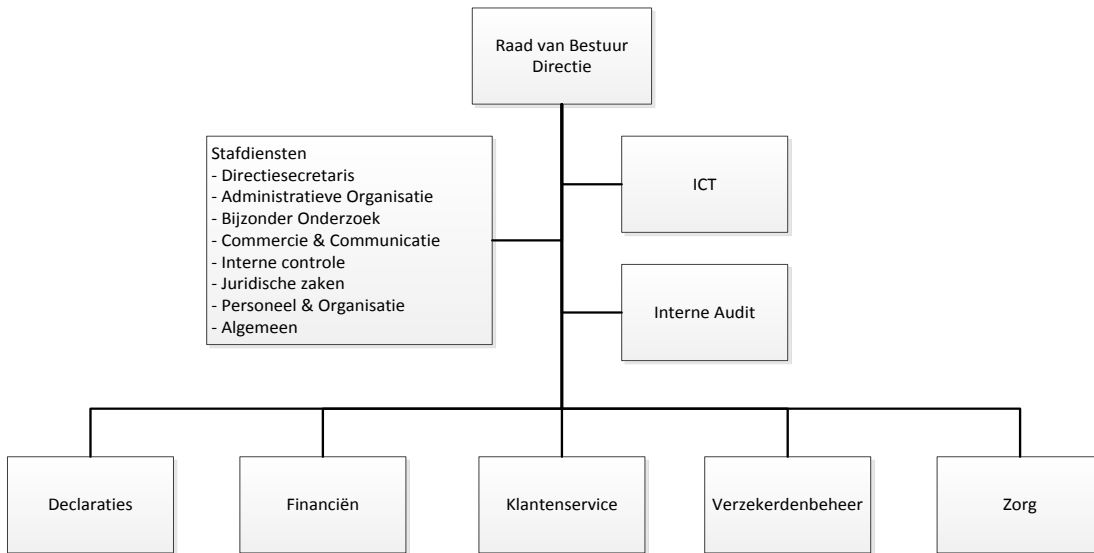 Raad van Bestuur
Directie
Stafdiensten
- Directiesecretaris
- Administratieve Organisatie
- Bijzonder Onderzoek
- Commercie & Communicatie
- Interne controle
- Juridische zaken
- Personeel & Organisatie
- Algemeen
ICT
Interne Audit
Declaraties
Financiën
Klantenservice
Verzekerdenbeheer
Zorg